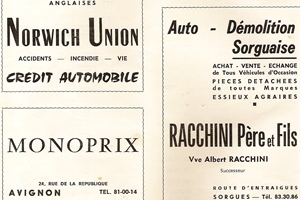 ANGLAISES
NORWICH UNION
ACCIDENTS — INCENDIE — VIE
CREDIT AUTOMOBILE
MONOPRIX
24, RUE DE LA REPUBLIQUE
AVIGNON TEL. 81-00-14
Auto - Démolition
Sorguaise
ACHAT - VENTE - ECHANGE
de Tous Véhicules d'Occasion
PIECES DETACHEES
de toutes Marques
ESSIEUX AGRAIRES
RACCHINI Père et Fils
Vve Albert RACCHINI
Successeur
ROUTE D'ENTRAIGUES
SORGUES — Tél. 83.30.86